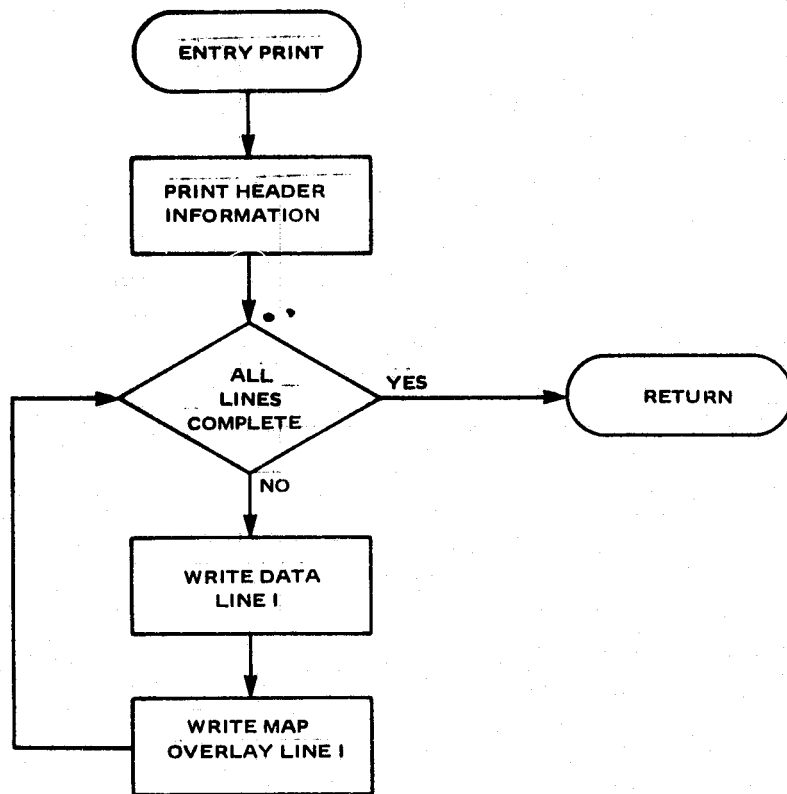 ENTRY PRINT
PRINT HEADER
INFORMATION
ALL
LINES
COMPLETE
YES
RETURN
NO
WRITE DATA
LINE I
WRITE MAP
OVERLAY LINE I